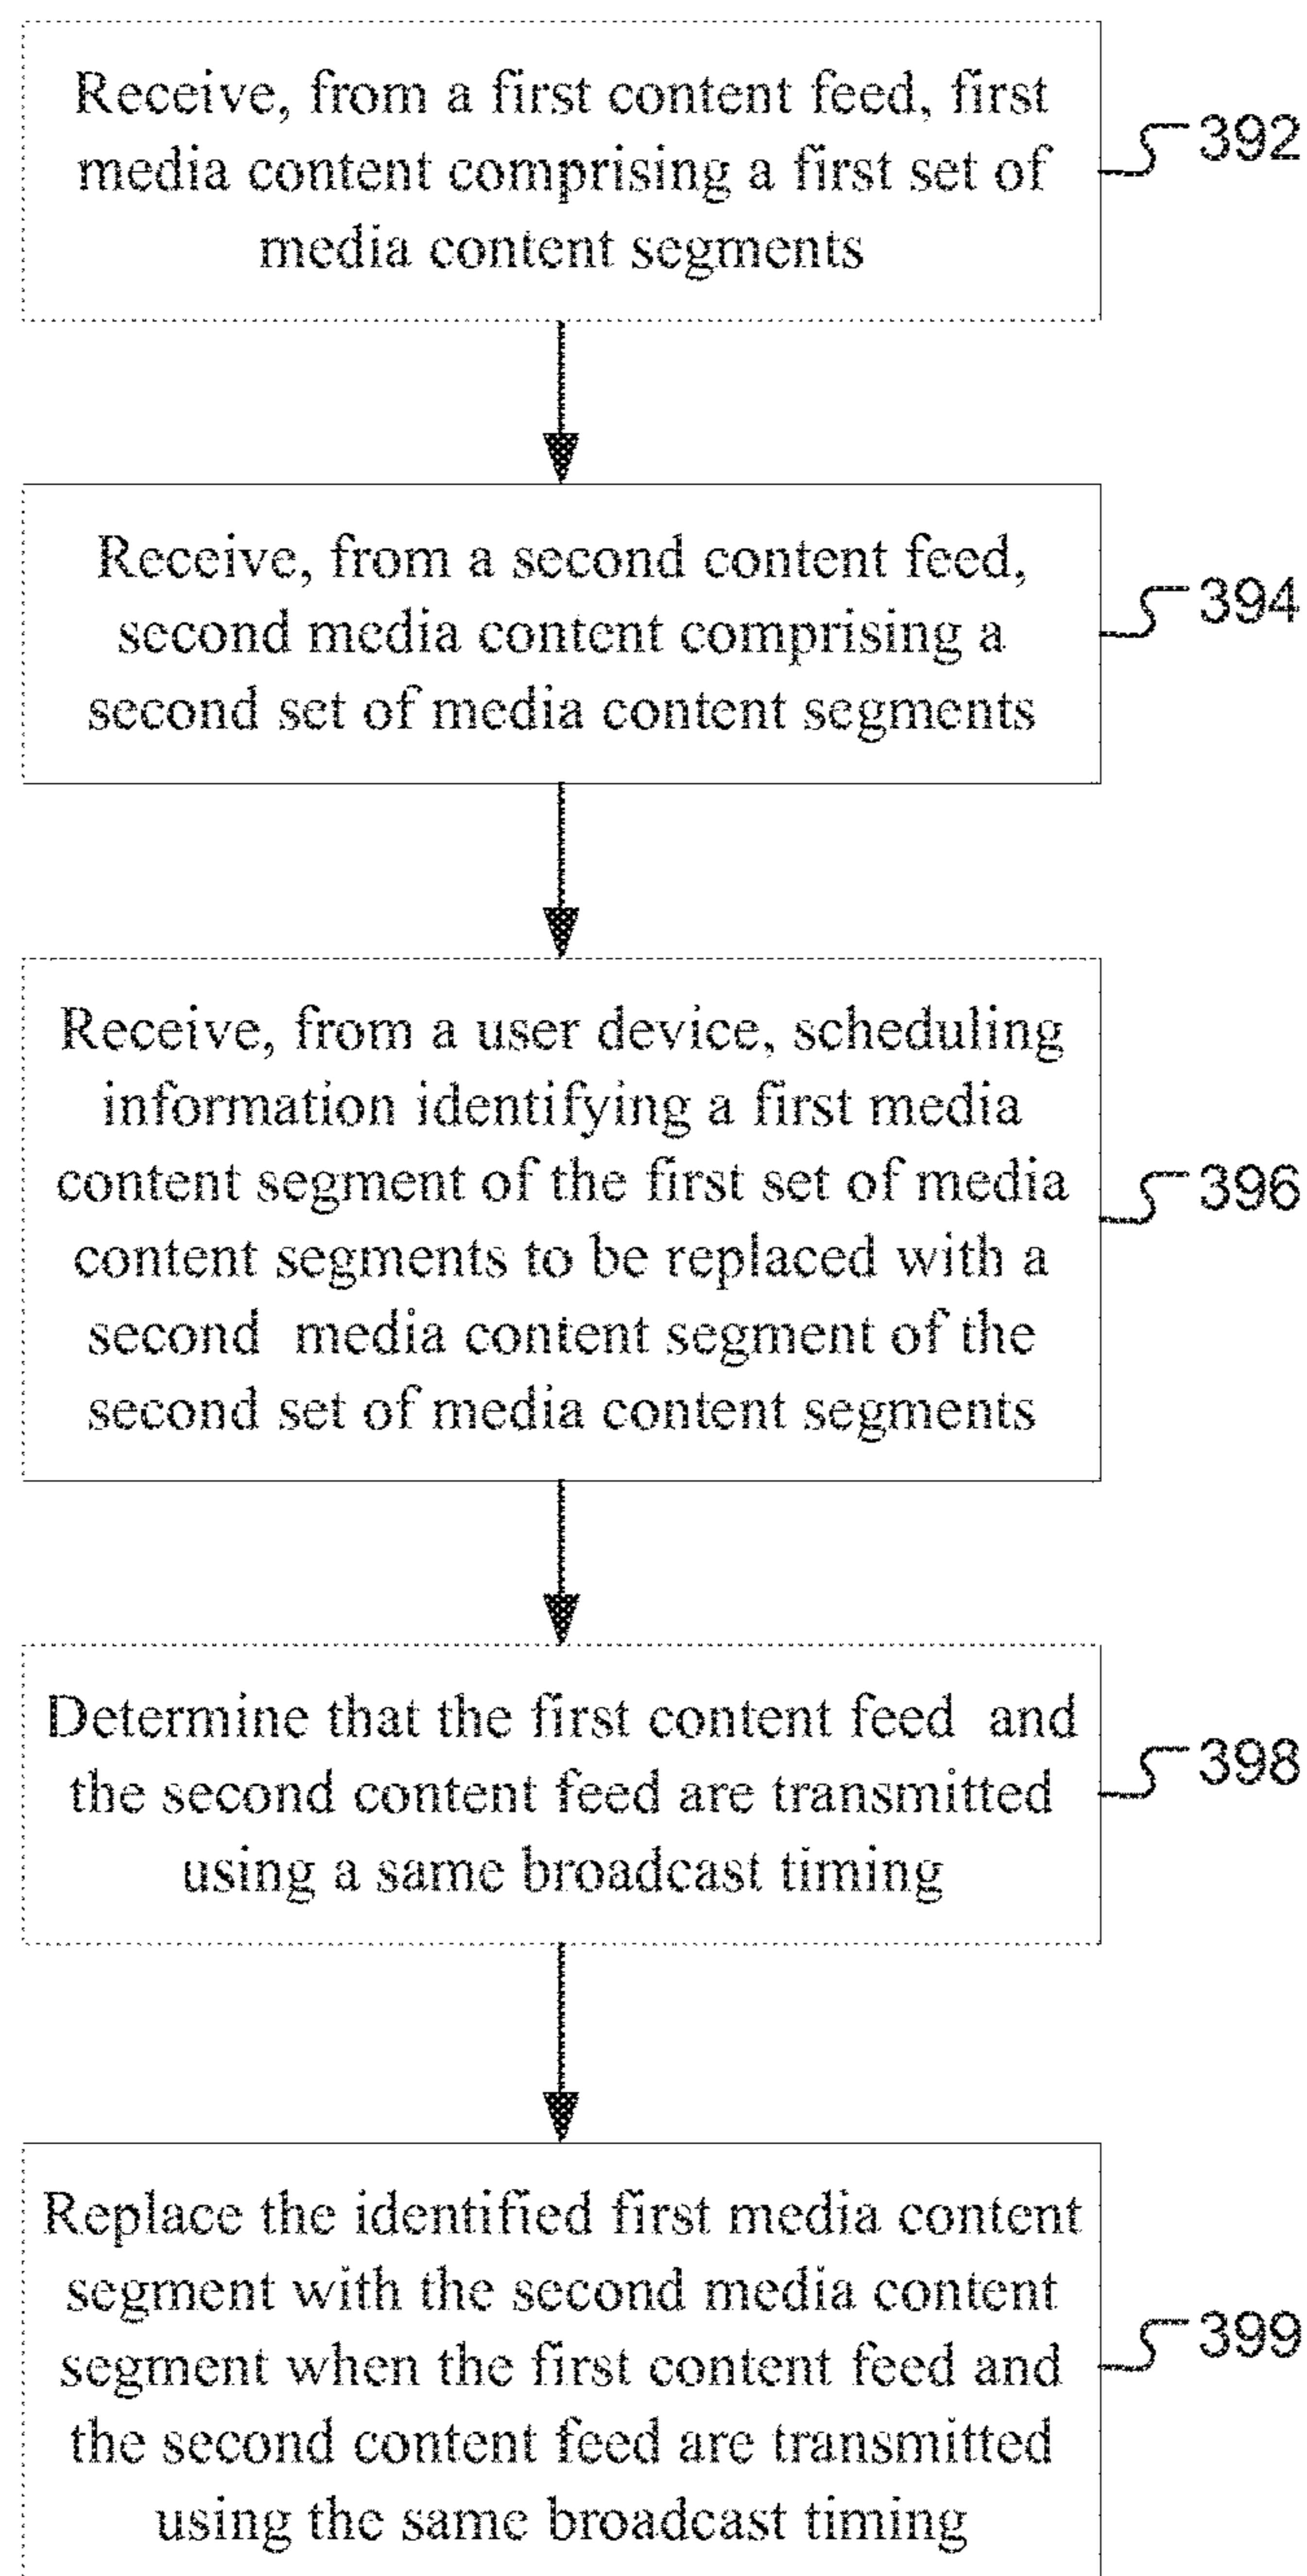 Receive, from a first content feed, first
media content comprising a first set of
media content segments
392
Receive, from a second content feed,
second media content comprising a
second set of media content segments
394
Receive, from a user device, scheduling
information identifying a first media
content segment of the first set of media
content segments to be replaced with a
second media content segment of the
second set of media content segments
396
Determine that the first content feed and
the second content feed are transmitted
using a same broadcast timing
398
Replace the identified first media content
segment with the second media content
segment when the first content feed and
the second content feed are transmitted
using the same broadcast timing
399